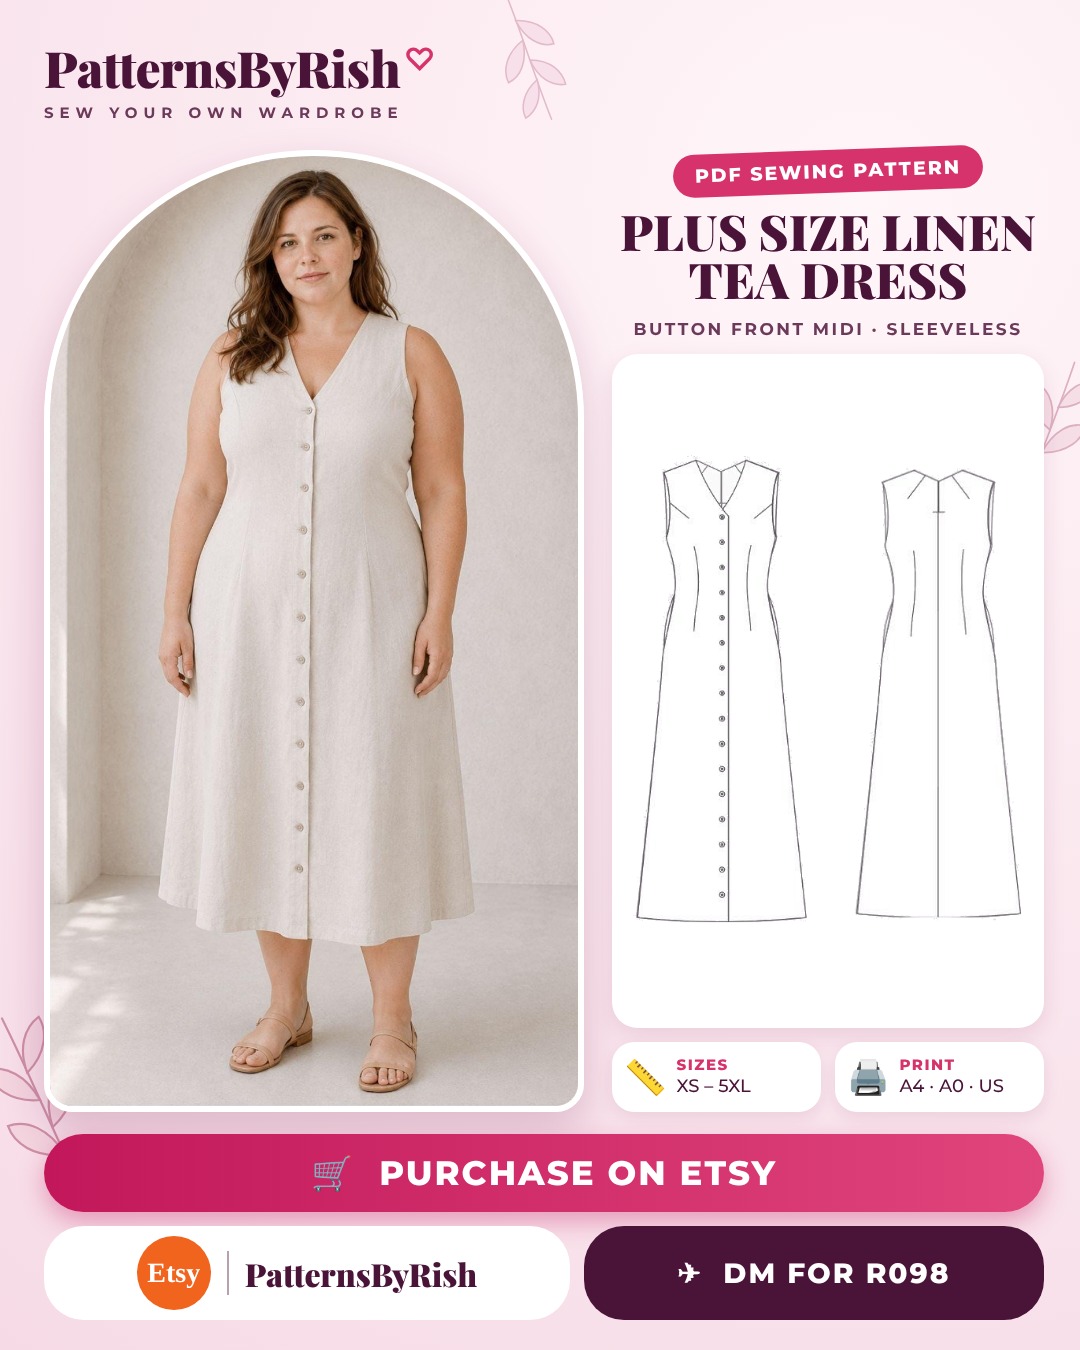 PatternsByRish
SEW YOUR OWN WARDROBE
PDF SEWING PATTERN
PLUS SIZE LINEN
TEA DRESS
BUTTON FRONT MIDI · SLEEVELESS
SIZES
XS – 5XL
PRINT
A4 · A0 · US
PURCHASE ON ETSY
Etsy
PatternsByRish
DM FOR R098